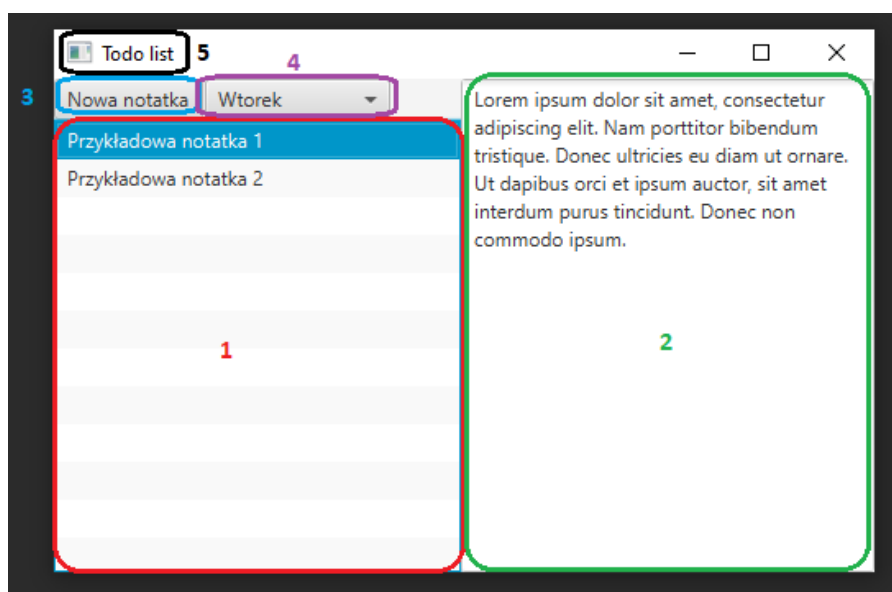 Todo list 5
4
3 Nowa notatka Wtorek
Przykładowa notatka 1
Przykładowa notatka 2
1
Lorem ipsum dolor sit amet, consectetur
adipiscing elit. Nam porttitor bibendum
tristique. Donec ultricies eu diam ut ornare.
Ut dapibus orci et ipsum auctor, sit amet
interdum purus tincidunt. Donec non
commodo ipsum.
2